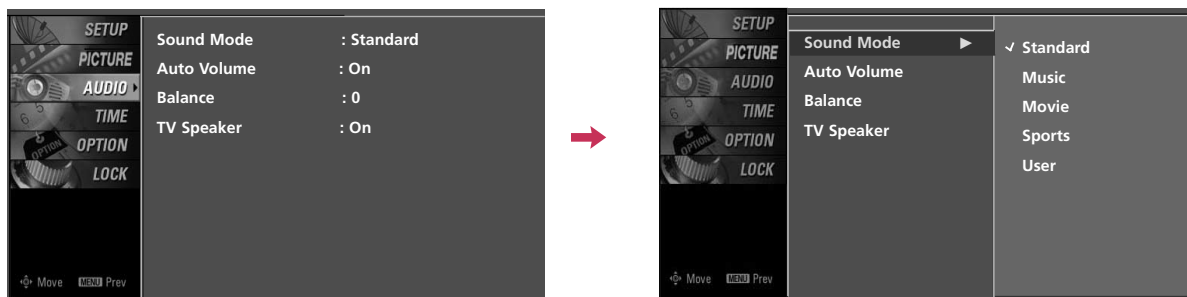 SETUP
PICTURE
AUDIO
TIME
OPTION
LOCK
Sound Mode : Standard
Auto Volume : On
Balance : 0
TV Speaker : On
Move MENU Prev
SETUP
PICTURE
AUDIO
TIME
OPTION
LOCK
Sound Mode ▶
Auto Volume
Balance
TV Speaker
✓ Standard
Music
Movie
Sports
User
Move MENU Prev